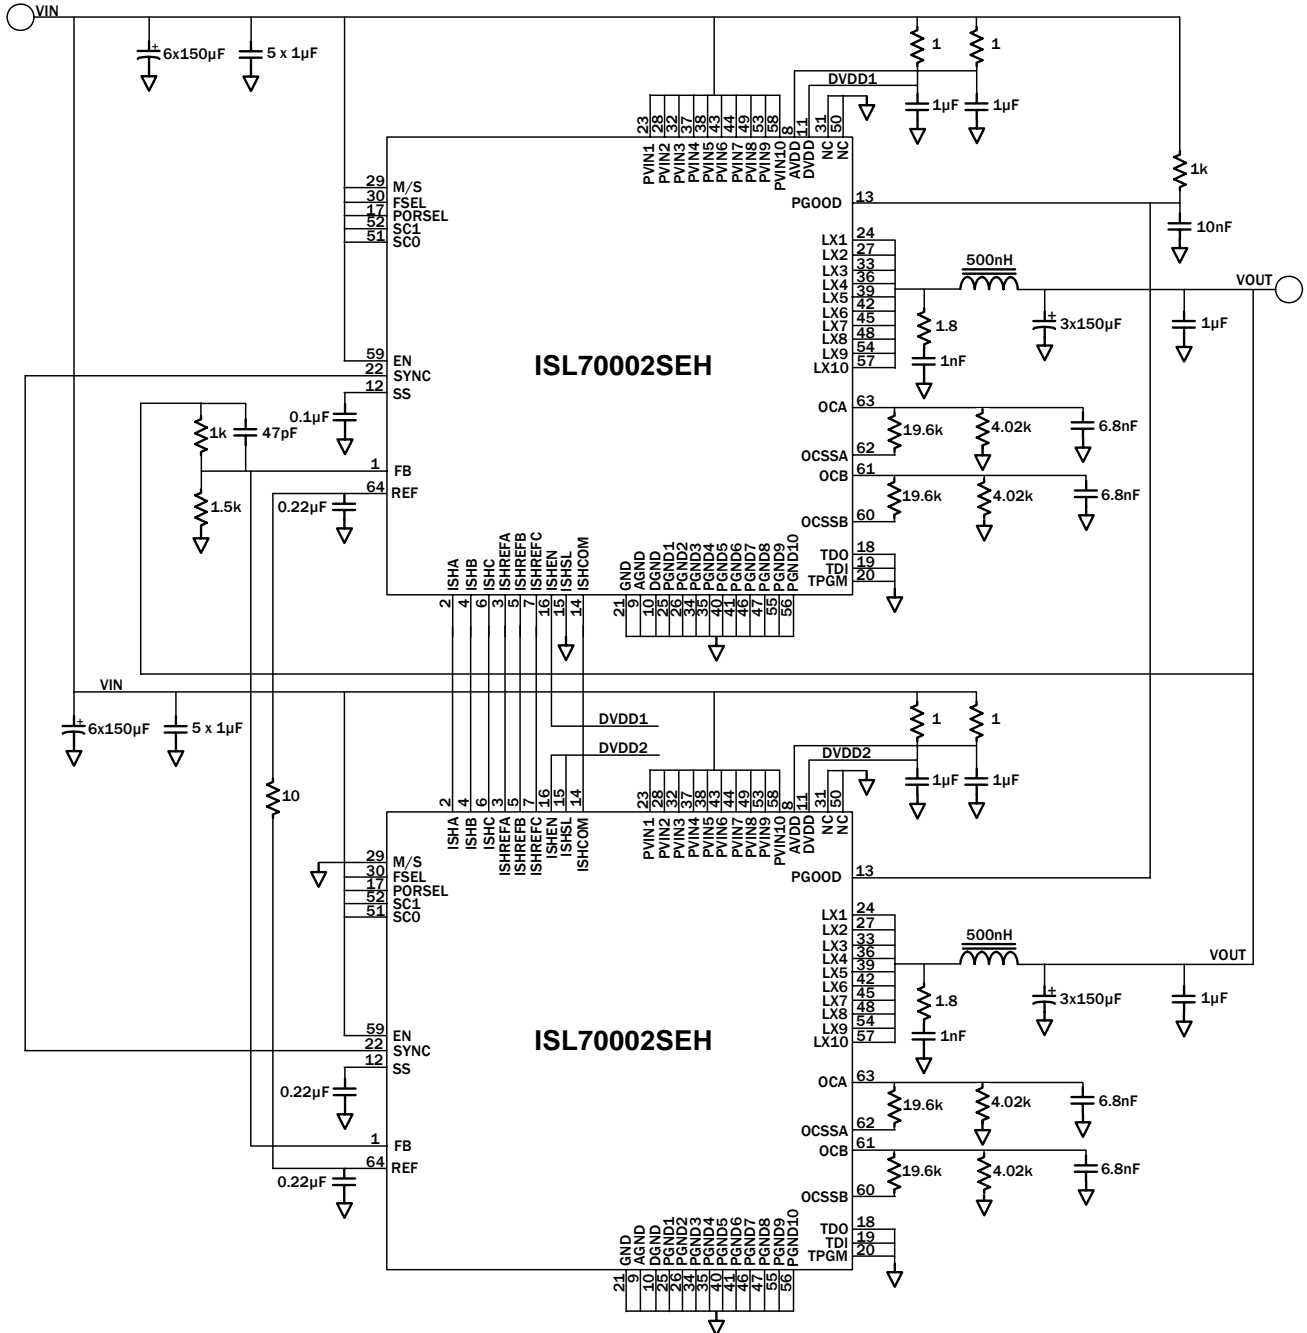 VIN
6x150µF
5 x 1µF
1
1
DVDD1
1µF
1µF
23 28 32 37 38 43 44 49 53 58 8 11 31 50
PVIN1 PVIN2 PVIN3 PVIN4 PVIN5 PVIN6 PVIN7 PVIN8 PVIN9 PVIN10 AVDD DVDD NC NC
29 M/S
30 FSEL
17 PORSEL
52 SC1
51 SC0
PGOOD 13
1k
10nF
LX1 24
LX2 27
LX3 33
LX4 36
LX5 39
LX6 42
LX7 45
LX8 48
LX9 54
LX10 57
500nH
VOUT
1.8
1nF
3x150µF
1µF
ISL70002SEH
59 EN
22 SYNC
12 SS
0.1µF
1k
47pF
1 FB
64 REF
1.5k
0.22µF
OCA 63
19.6k
4.02k
6.8nF
OCSSA 62
OCB 61
19.6k
4.02k
6.8nF
OCSSB 60
TDO 18
TDI 19
TPGM 20
ISHA ISHB ISHC ISHREFA ISHREFB ISHREFC ISHEN ISHSL ISHCOM
2 4 6 3 5 7 16 15 14
GND AGND DGND PGND1 PGND2 PGND3 PGND4 PGND5 PGND6 PGND7 PGND8 PGND9 PGND10
21 9 10 25 26 34 35 40 41 46 47 55 56
VIN
6x150µF
5 x 1µF
DVDD1
DVDD2
1
1
DVDD2
1µF
1µF
10
2 4 6 3 5 7 16 15 14
ISHA ISHB ISHC ISHREFA ISHREFB ISHREFC ISHEN ISHSL ISHCOM
23 28 32 37 38 43 44 49 53 58 8 11 31 50
PVIN1 PVIN2 PVIN3 PVIN4 PVIN5 PVIN6 PVIN7 PVIN8 PVIN9 PVIN10 AVDD DVDD NC NC
29 M/S
30 FSEL
17 PORSEL
52 SC1
51 SC0
PGOOD 13
LX1 24
LX2 27
LX3 33
LX4 36
LX5 39
LX6 42
LX7 45
LX8 48
LX9 54
LX10 57
500nH
VOUT
1.8
1nF
3x150µF
1µF
ISL70002SEH
59 EN
22 SYNC
12 SS
0.22µF
1 FB
64 REF
0.22µF
OCA 63
19.6k
4.02k
6.8nF
OCSSA 62
OCB 61
19.6k
4.02k
6.8nF
OCSSB 60
TDO 18
TDI 19
TPGM 20
GND AGND DGND PGND1 PGND2 PGND3 PGND4 PGND5 PGND6 PGND7 PGND8 PGND9 PGND10
21 9 10 25 26 34 35 40 41 46 47 55 56